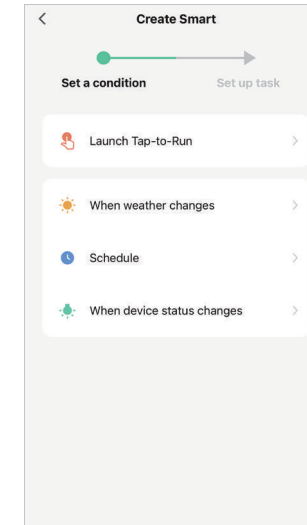 Create Smart
Set a condition
Set up task
Launch Tap-to-Run
When weather changes
Schedule
When device status changes